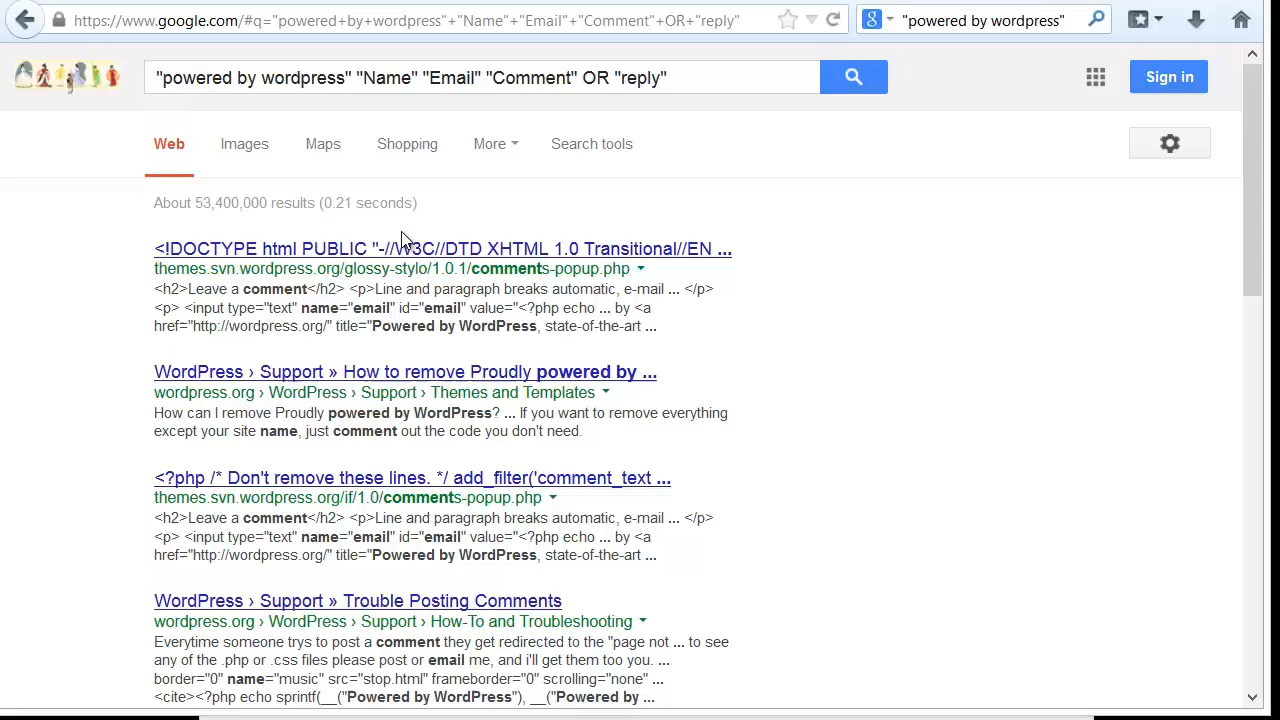 https://www.google.com/#q="powered+by+wordpress"+"Name"+"Email"+"Comment"+OR+"reply"
"powered by wordpress"
"powered by wordpress" "Name" "Email" "Comment" OR "reply"
Sign in
Web Images Maps Shopping More Search tools
About 53,400,000 results (0.21 seconds)
<!DOCTYPE html PUBLIC "-//W3C//DTD XHTML 1.0 Transitional//EN ...
themes.svn.wordpress.org/glossy-stylo/1.0.1/comments-popup.php
<h2>Leave a comment</h2> <p>Line and paragraph breaks automatic, e-mail ... </p>
<p> <input type="text" name="email" id="email" value="<?php echo ... by <a
href="http://wordpress.org/" title="Powered by WordPress, state-of-the-art ...
WordPress › Support » How to remove Proudly powered by ...
wordpress.org › WordPress › Support › Themes and Templates
How can I remove Proudly powered by WordPress? ... If you want to remove everything
except your site name, just comment out the code you don't need.
<?php /* Don't remove these lines. */ add_filter('comment_text ...
themes.svn.wordpress.org/if/1.0/comments-popup.php
<h2>Leave a comment</h2> <p>Line and paragraph breaks automatic, e-mail ... </p>
<p> <input type="text" name="email" id="email" value="<?php echo ... by <a
href="http://wordpress.org/" title="Powered by WordPress, state-of-the-art ...
WordPress › Support » Trouble Posting Comments
wordpress.org › WordPress › Support › How-To and Troubleshooting
Everytime someone trys to post a comment they get redirected to the "page not ... to see
any of the .php or .css files please post or email me, and i'll get them too you. ...
border="0" name="music" src="stop.html" frameborder="0" scrolling="none" ...
<cite><?php echo sprintf(__("Powered by WordPress"), __("Powered by ...